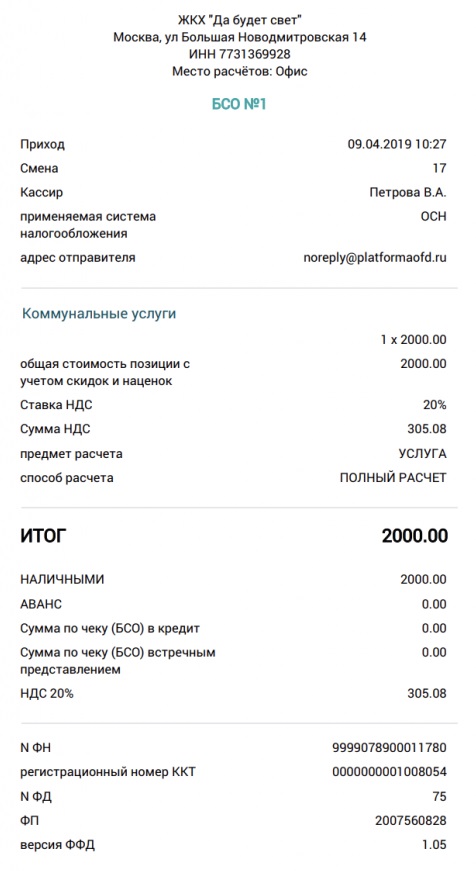 ЖКХ "Да будет свет"
Москва, ул Большая Новодмитровская 14
ИНН 7731369928
Место расчётов: Офис
БСО №1
Приход 09.04.2019 10:27
Смена 17
Кассир Петрова В.А.
применяемая система ОСН
налогообложения
адрес отправителя noreply@platformaofd.ru
Коммунальные услуги
1 x 2000.00
общая стоимость позиции с 2000.00
учетом скидок и наценок
Ставка НДС 20%
Сумма НДС 305.08
предмет расчета УСЛУГА
способ расчета ПОЛНЫЙ РАСЧЕТ
ИТОГ 2000.00
НАЛИЧНЫМИ 2000.00
АВАНС 0.00
Сумма по чеку (БСО) в кредит 0.00
Сумма по чеку (БСО) встречным 0.00
представлением
НДС 20% 305.08
N ФН 9999078900011780
регистрационный номер ККТ 0000000001008054
N ФД 75
ФП 2007560828
версия ФФД 1.05